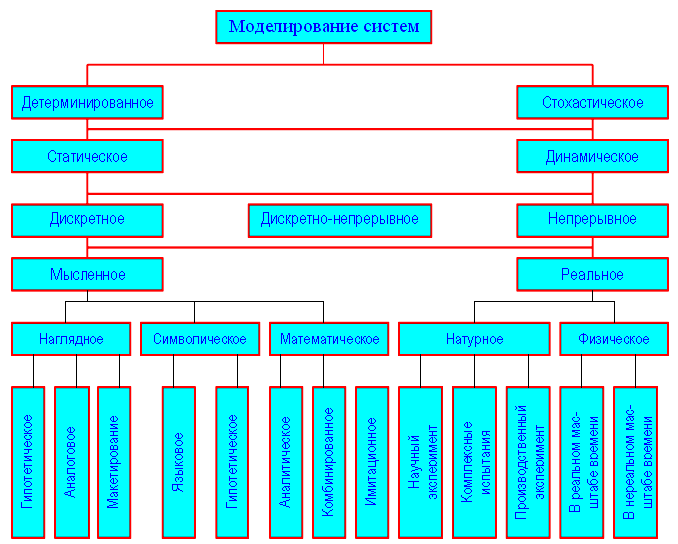 Моделирование систем
Детерминированное
Стохастическое
Статическое
Динамическое
Дискретное
Дискретно-непрерывное
Непрерывное
Мысленное
Реальное
Наглядное
Символическое
Математическое
Натурное
Физическое
Гипотетическое
Аналоговое
Макетирование
Языковое
Гипотетическое
Аналитическое
Комбинированное
Имитационное
Научный
эксперимент
Комплексные
испытания
Производственный
эксперимент
В реальном мас-
штабе времени
В нереальном мас-
штабе времени